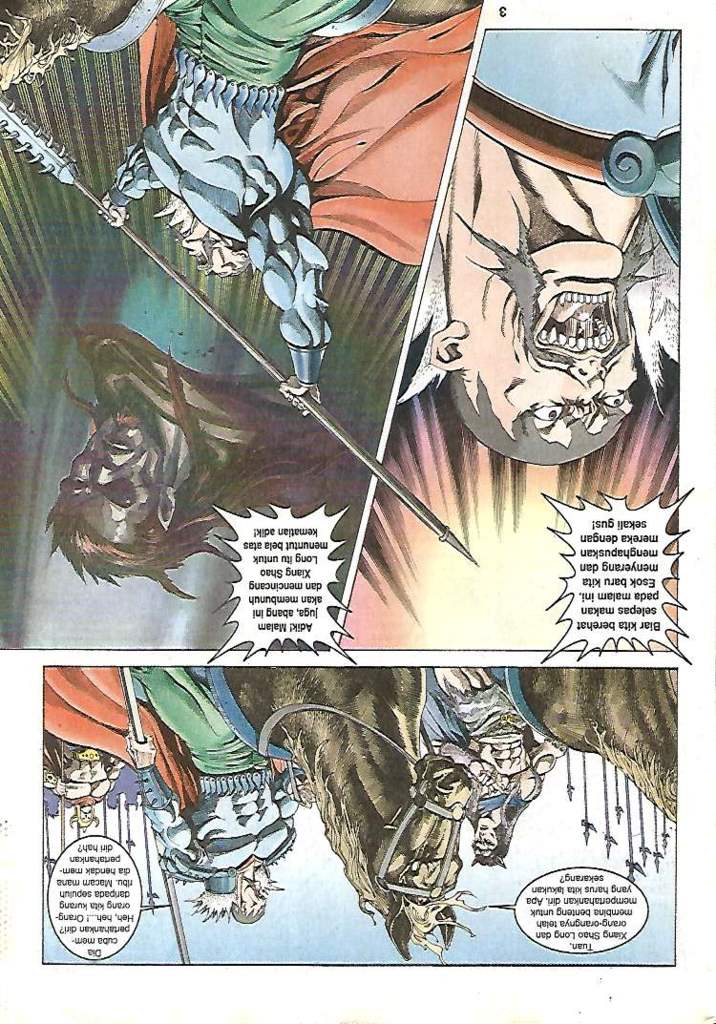 Tuan,
Xiang Shao Long dan
orang-orangnya telah
membina benteng untuk
mempertahankan diri. Apa
yang harus kita lakukan
sekarang?
Dia
cuba mem-
pertahankan diri?
Heh, heh...! Orang-
orang kita kurang
daripada sepuluh
ribu. Macam mana
dia hendak mem-
pertahankan
diri hah?
Biar kita berehat
selepas makan
pada malam ini.
Esok baru kita
menyerang dan
menghapuskan
mereka dengan
sekali gus!
Adik! Malam
juga, abang ini
akan membunuh
dan mencincang
Xiang Shao
Long itu untuk
menuntut bela atas
kematian adik!
3